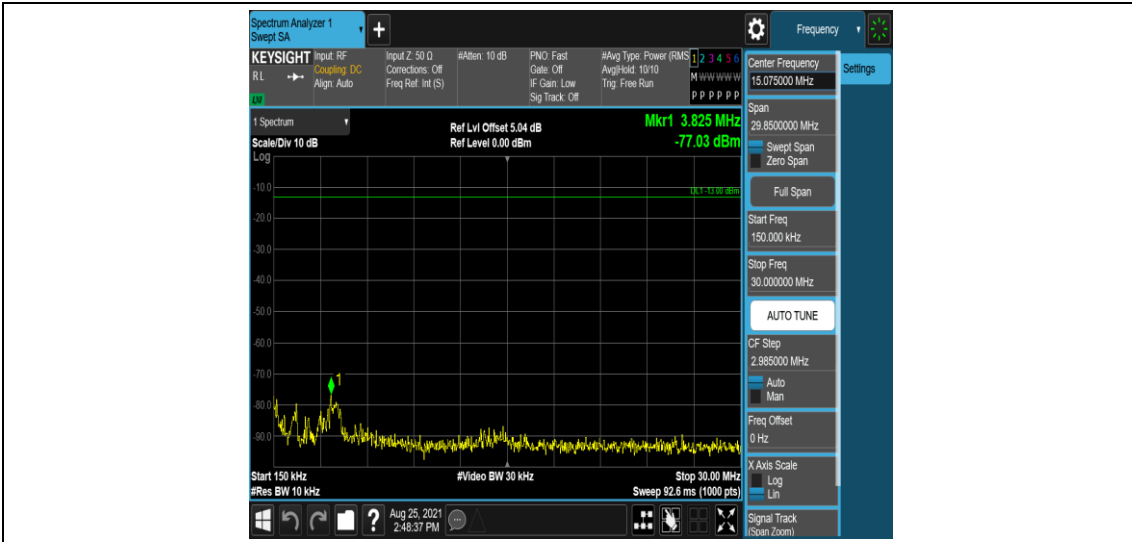 Spectrum Analyzer 1
Swept SA
+
Frequency
KEYSIGHT
RL
Input: RF
Coupling: DC
Align: Auto
Input Z: 50 Ω
Corrections: Off
Freq Ref: Int (S)
#Atten: 10 dB
PNO: Fast
Gate: Off
IF Gain: Low
Sig Track: Off
#Avg Type: Power (RMS
Avg|Hold: 10/10
Trig: Free Run
1 2 3 4 5 6
M W W W W W
P P P P P P
1 Spectrum
Scale/Div 10 dB
Log
Ref Lvl Offset 5.04 dB
Ref Level 0.00 dBm
Mkr1 3.825 MHz
-77.03 dBm
DL1 -13.00 dBm
-10.0
-20.0
-30.0
-40.0
-50.0
-60.0
-70.0
-80.0
-90.0
1
Start 150 kHz
#Res BW 10 kHz
#Video BW 30 kHz
Stop 30.00 MHz
Sweep 92.6 ms (1000 pts)
Center Frequency
15.075000 MHz
Settings
Span
29.8500000 MHz
Swept Span
Zero Span
Full Span
Start Freq
150.000 kHz
Stop Freq
30.000000 MHz
AUTO TUNE
CF Step
2.985000 MHz
Auto
Man
Freq Offset
0 Hz
X Axis Scale
Log
Lin
Signal Track
(Span Zoom)
?
Aug 25, 2021
2:48:37 PM